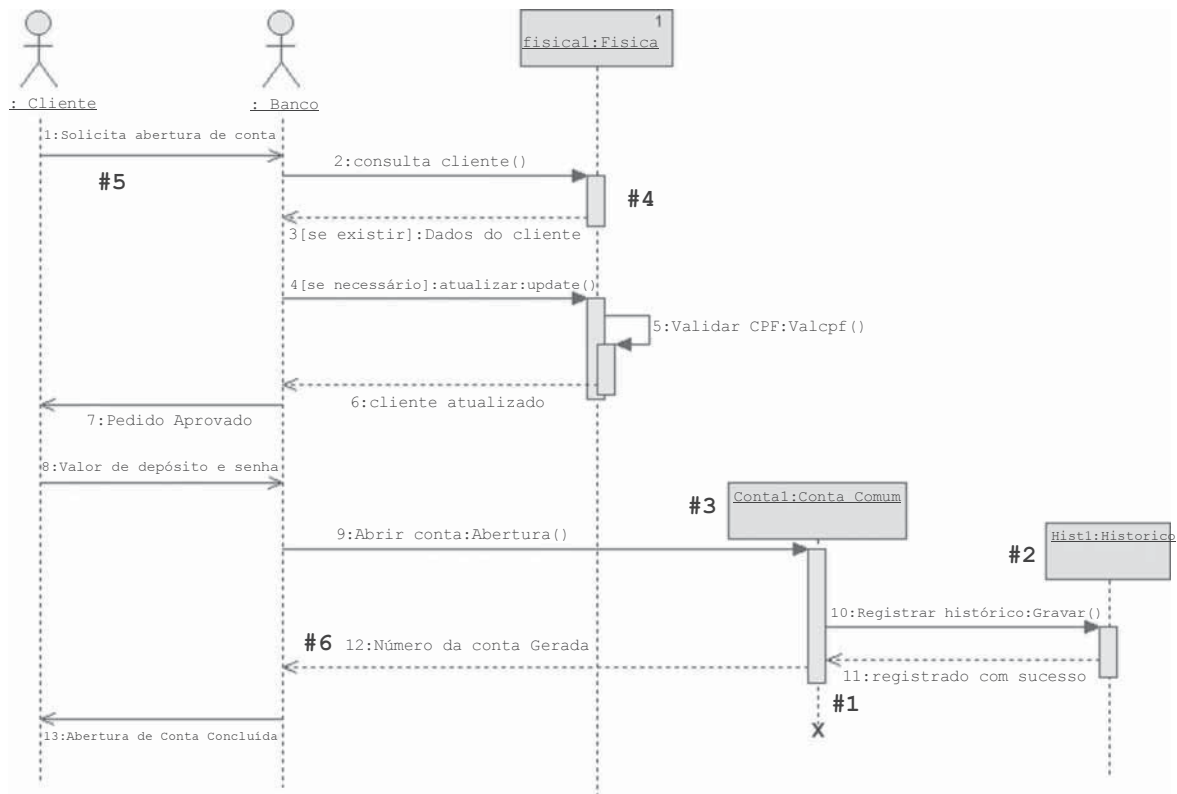 1
fisica1:Fisica
: Cliente
: Banco
1:Solicita abertura de conta
2:consulta cliente()
#5
#4
3[se existir]:Dados do cliente
4[se necessário]:atualizar:update()
5:Validar CPF:Valcpf()
6:cliente atualizado
7:Pedido Aprovado
8:Valor de depósito e senha
#3
Conta1:Conta Comum
9:Abrir conta:Abertura()
#2
Hist1:Historico
10:Registrar histórico:Gravar()
#6
12:Número da conta Gerada
11:registrado com sucesso
#1
X
13:Abertura de Conta Concluída